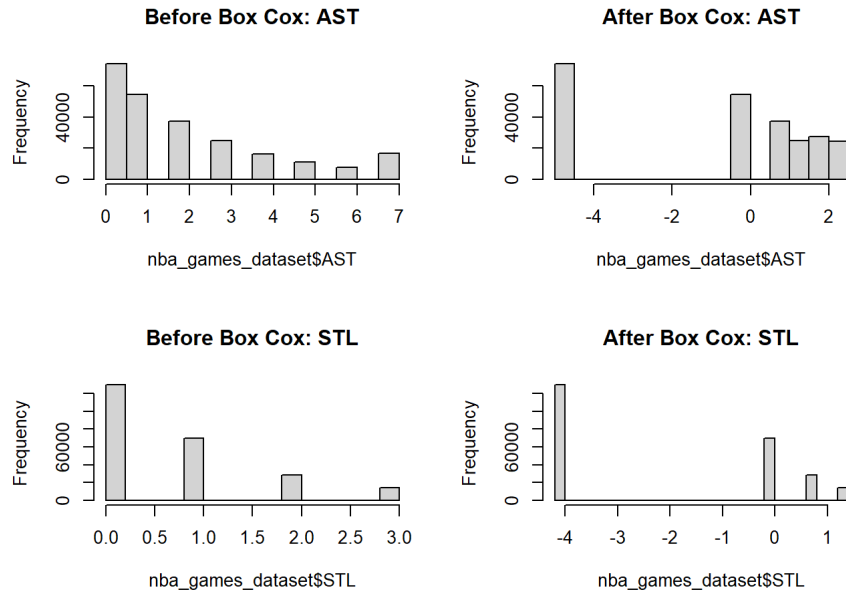 Before Box Cox: AST
Frequency
0 40000
0 1 2 3 4 5 6 7
nba_games_dataset$AST
After Box Cox: AST
Frequency
0 40000
-4 -2 0 2
nba_games_dataset$AST
Before Box Cox: STL
Frequency
0 60000
0.0 0.5 1.0 1.5 2.0 2.5 3.0
nba_games_dataset$STL
After Box Cox: STL
Frequency
0 60000
-4 -3 -2 -1 0 1
nba_games_dataset$STL